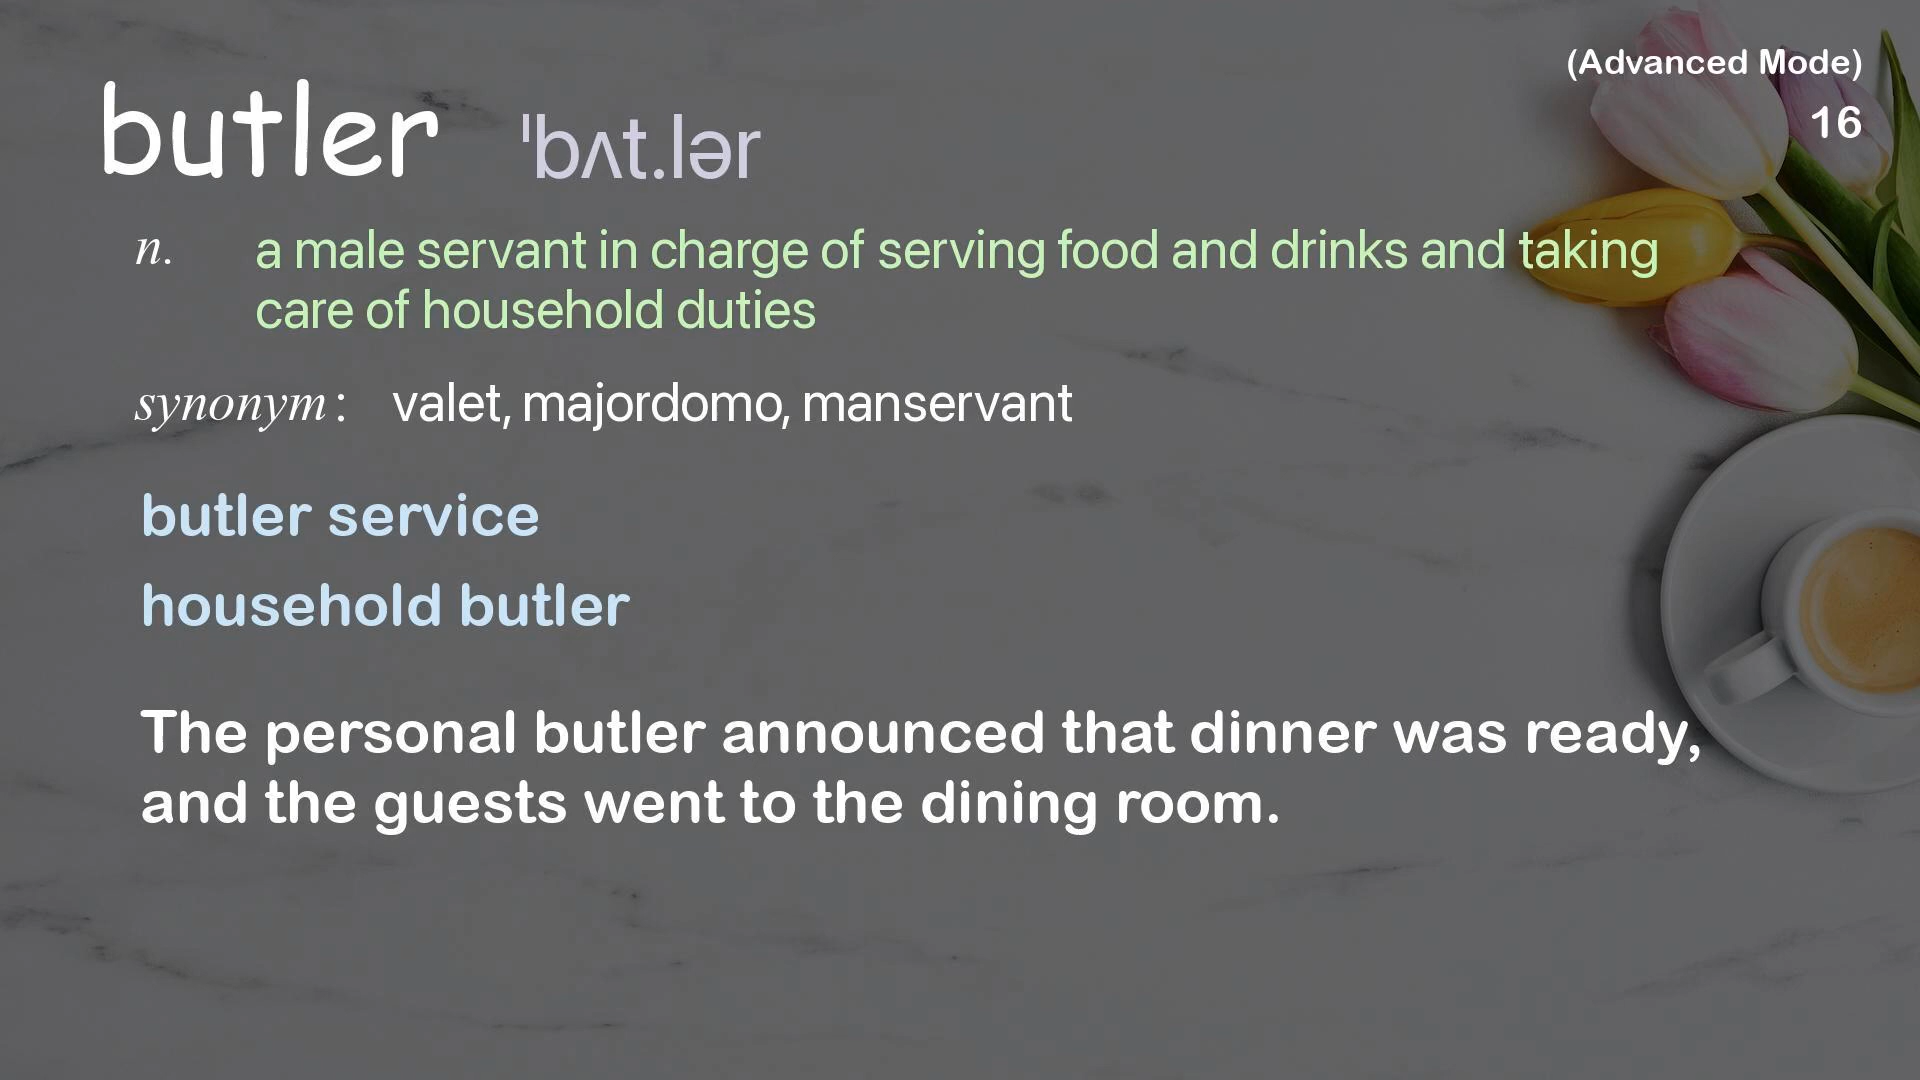 (Advanced Mode)
16
butler ˈbʌt.lər
n. a male servant in charge of serving food and drinks and taking
care of household duties
synonym: valet, majordomo, manservant
butler service
household butler
The personal butler announced that dinner was ready,
and the guests went to the dining room.